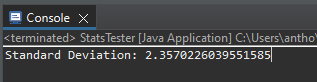 Console
<terminated> StatsTester [Java Application] C:\Users\antho
Standard Deviation: 2.3570226039551585